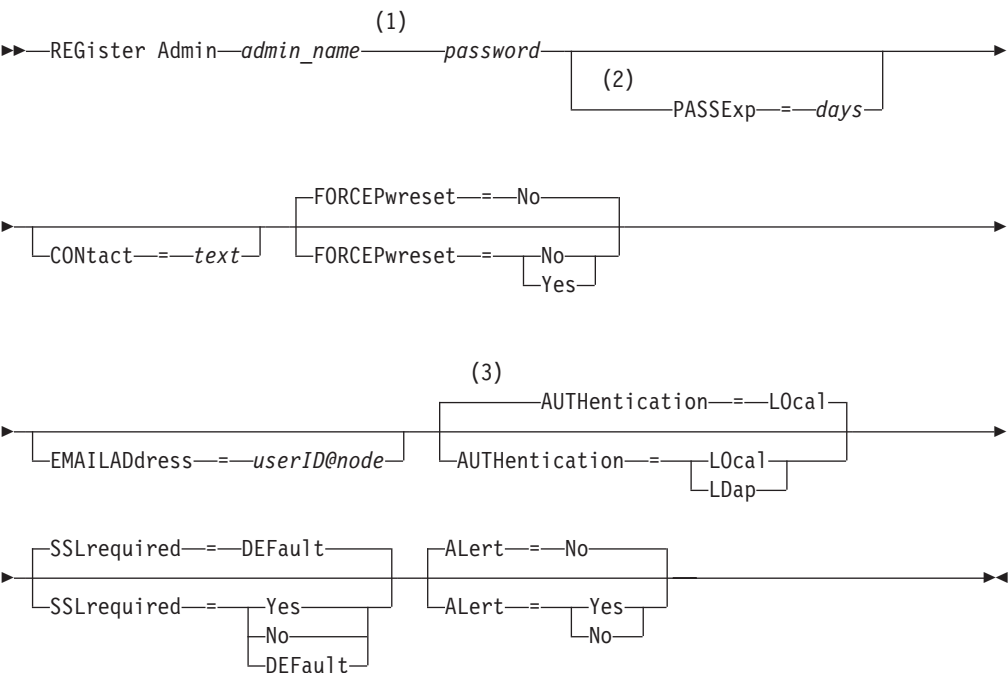 (1)
REGister Admin admin_name password
(2)
PASSExp = days
FORCEPwreset = No
CONtact = text FORCEPwreset = No
Yes
(3)
AUTHentication = LOcal
EMAILADdress = userID@node AUTHentication = LOcal
LDap
SSLrequired = DEFault ALert = No
SSLrequired = Yes ALert = Yes
No No
DEFault